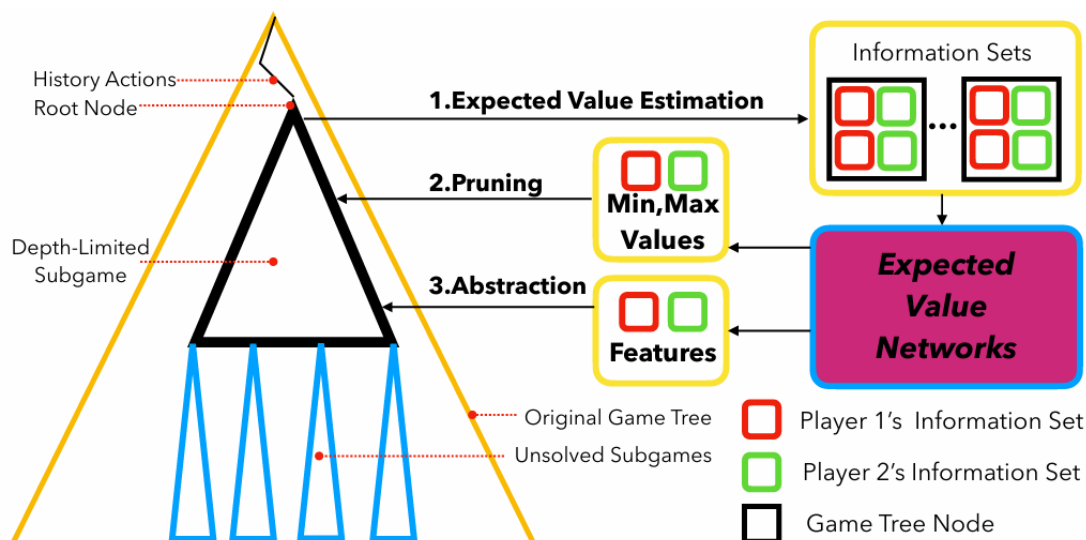 History Actions
Root Node
1.Expected Value Estimation
Information Sets
...
2.Pruning
Min,Max
Values
Depth-Limited
Subgame
3.Abstraction
Features
Expected
Value
Networks
Original Game Tree
Unsolved Subgames
Player 1's Information Set
Player 2's Information Set
Game Tree Node